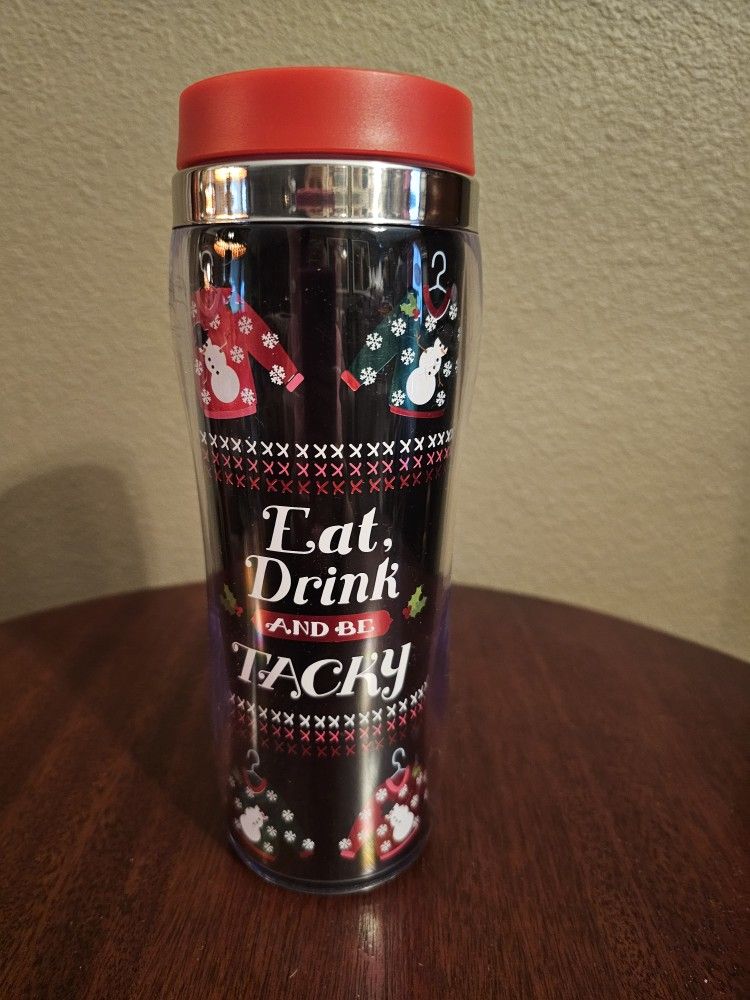 Eat,
Drink
AND BE
TACKY